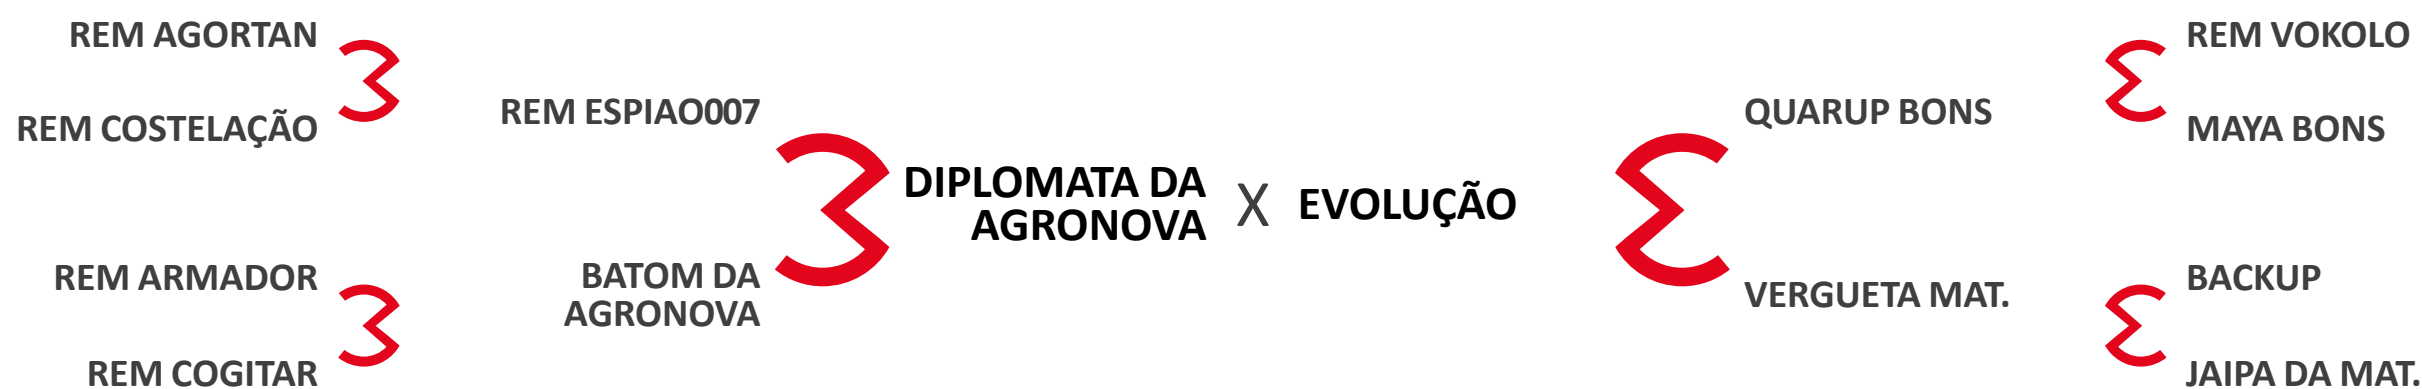 REM AGORTAN
REM COSTELAÇÃO
REM ARMADOR
REM COGITAR
REM ESPIAO007
BATOM DA
AGRONOVA
DIPLOMATA DA
AGRONOVA
X
EVOLUÇÃO
QUARUP BONS
VERGUETA MAT.
REM VOKOLO
MAYA BONS
BACKUP
JAIPA DA MAT.